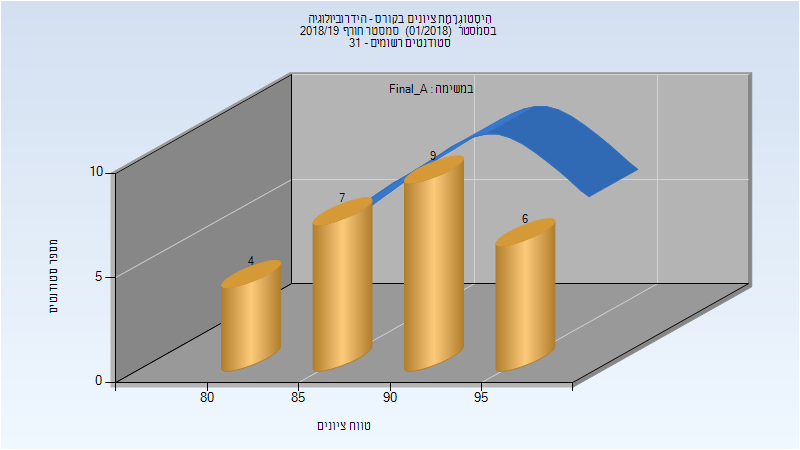 היסטוגרמת ציונים בקורס - הידרוביולוגיה
בסמסטר (01/2018) סמסטר חורף 2018/19
סטודנטים רשומים - 31
במשימה : Final_A
מספר סטודנטים
10
5
0
4
7
9
6
80
85
90
95
טווח ציונים